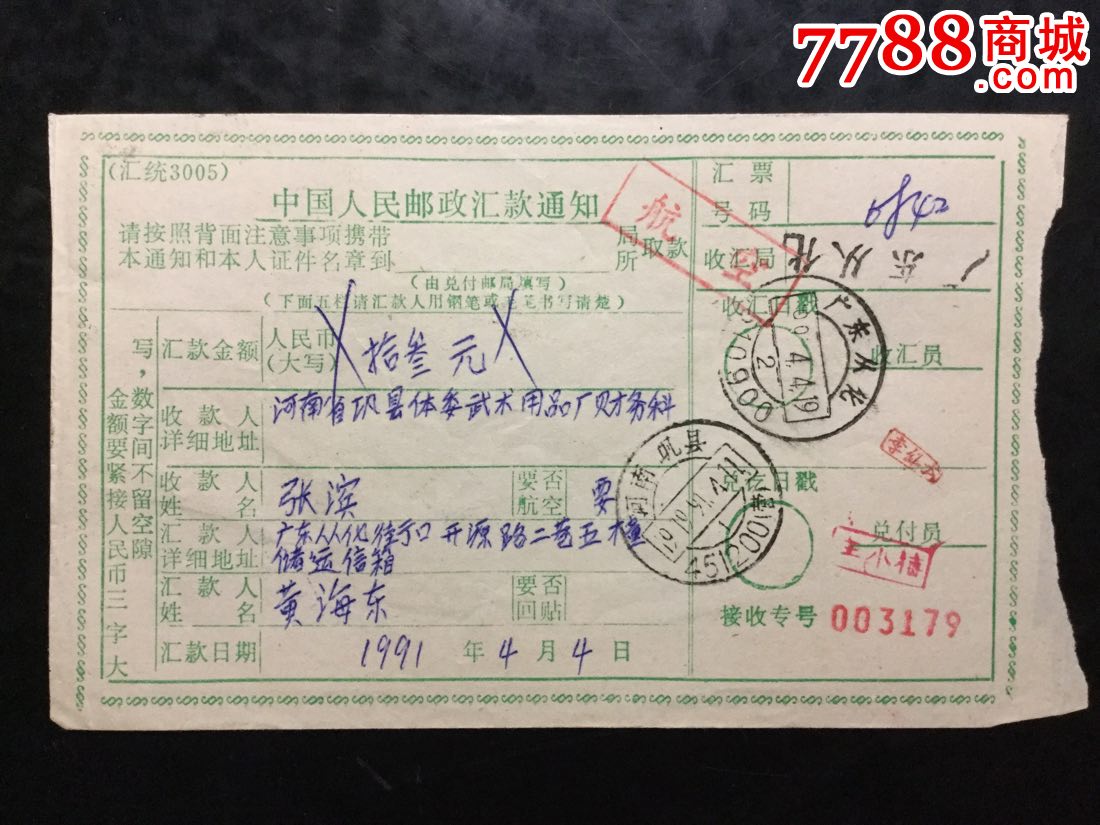 7788商城
.com
(汇统3005)
中国人民邮政汇款通知
请按照背面注意事项携带
本通知和本人证件名章到
局
所
取款
(由兑付邮局填写)
(下面五栏请汇款人用钢笔或毛笔书写清楚)
汇款金额
人民币
(大写)
拾叁元
收款人
详细地址
河南省巩县体委武术用品厂财务科
收款人
姓名
张滨
要否
航空
要
汇款人
详细地址
广东从化街口开源路二巷五幢
储运信箱
汇款人
姓名
黄海东
要否
回贴
汇款日期
1991年4月4日
写,数字间不留空隙
金额要紧接人民币三字大
航空
汇票
号码
收汇局
广东从化
收汇日戳
广东从化
收汇员
河南巩县
451200
兑讫日戳
兑付员
接收专号
003179